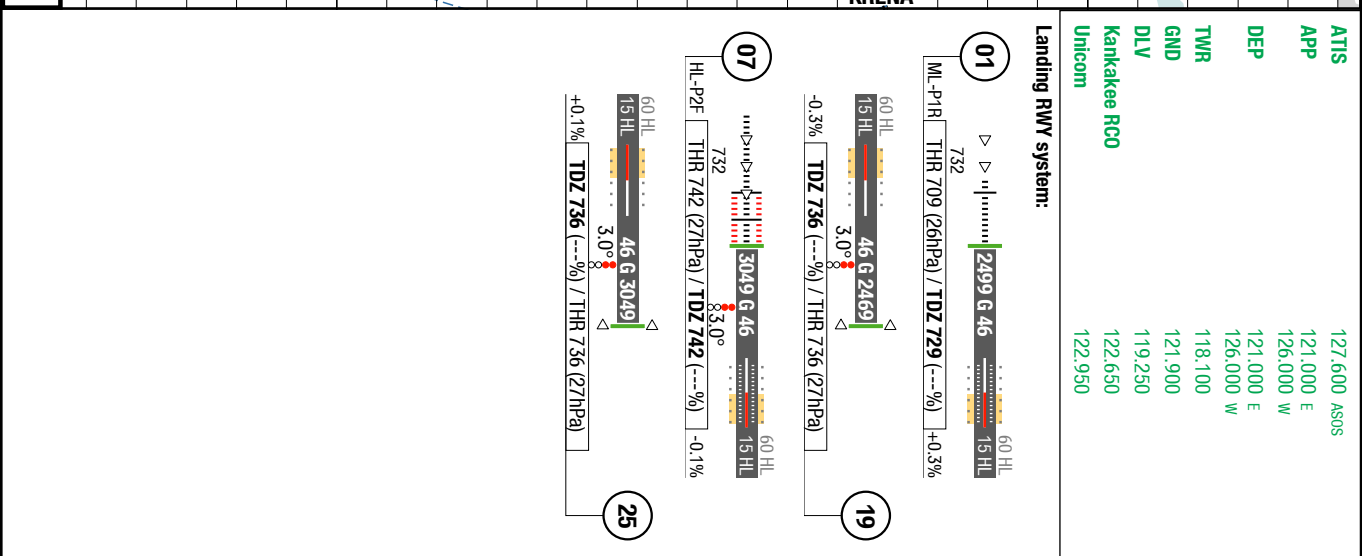 KRENA
ATIS 127.600 ASOS
APP 121.000 E
126.000 W
DEP 121.000 E
126.000 W
TWR 118.100
GND 121.900
DLV 119.250
Kankakee RCO 122.650
Unicom 122.950
Landing RWY system:
60 HL
2499 G 46 15 HL
01
732
ML-P1R THR 709 (26hPa) / TDZ 729 (---%) +0.3%
60 HL
15 HL 46 G 2469
3.0°
-0.3% TDZ 736 (---%) / THR 736 (27hPa)
19
60 HL
3049 G 46 15 HL
07
732
3.0°
HL-P2F THR 742 (27hPa) / TDZ 742 (---%) -0.1%
60 HL
15 HL 46 G 3049
3.0°
+0.1% TDZ 736 (---%) / THR 736 (27hPa)
25